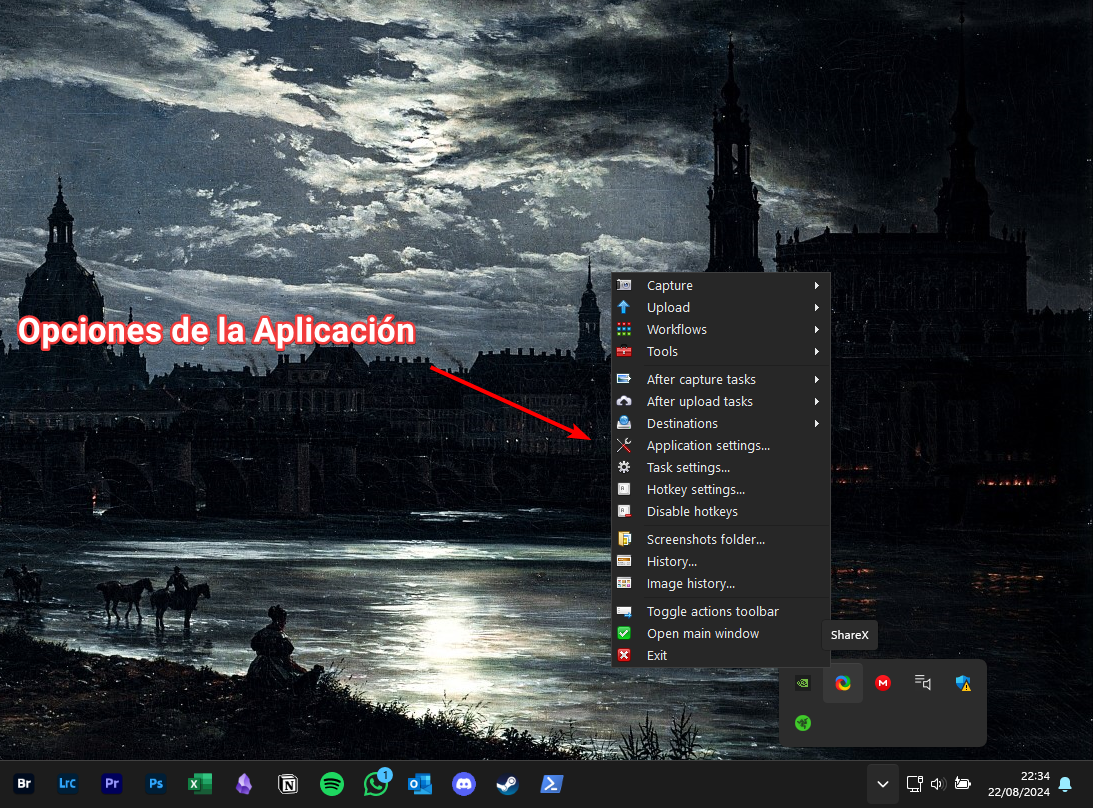 Opciones de la Aplicación
Capture
Upload
Workflows
Tools
After capture tasks
After upload tasks
Destinations
Application settings...
Task settings...
Hotkey settings...
Disable hotkeys
Screenshots folder...
History...
Image history...
Toggle actions toolbar
Open main window
Exit
ShareX
M
Br
Lrc
Pr
Ps
X
N
1
O
22:34
22/08/2024